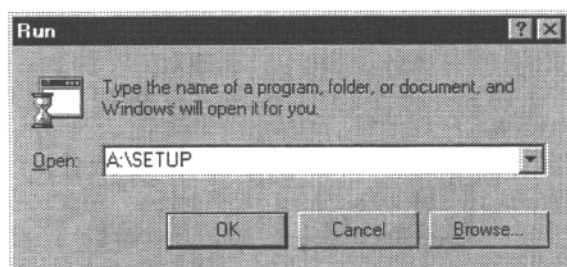 Run
Type the name of a program, folder, or document, and
Windows will open it for you.
Open: A:\SETUP
OK Cancel Browse...